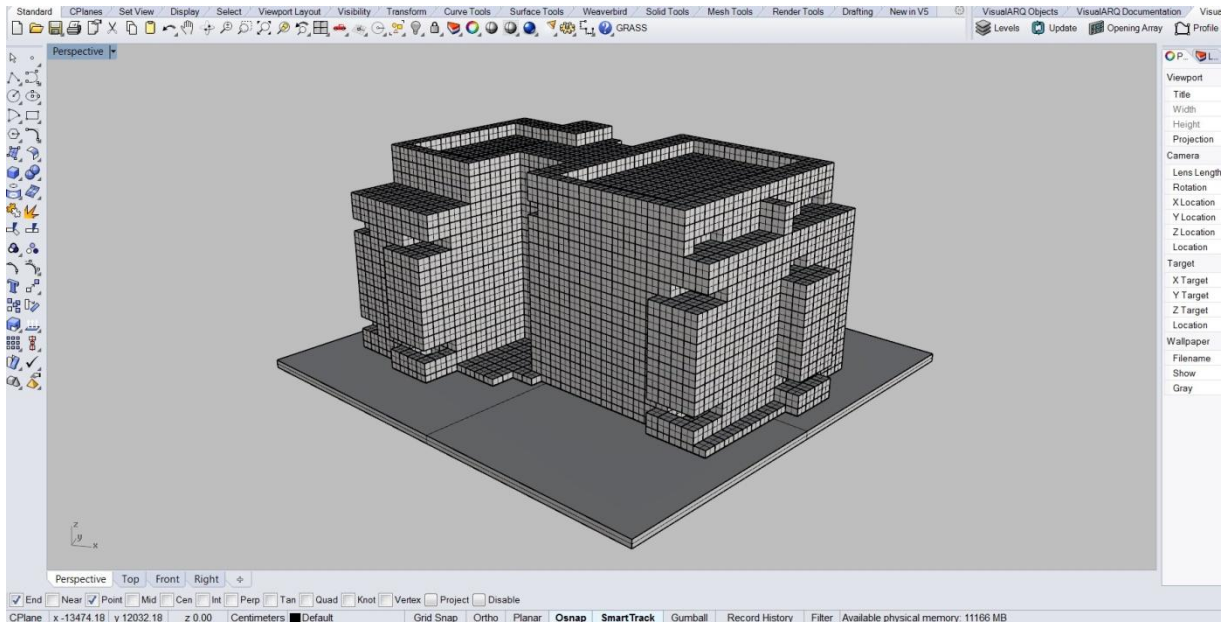 Standard CPlanes Set View Display Select Viewport Layout Visibility Transform Curve Tools Surface Tools Weaverbird Solid Tools Mesh Tools Render Tools Drafting New in V5 VisualARQ Objects VisualARQ Documentation Visu
GRASS Levels Update Opening Array Profile
Perspective
P... L...
Viewport
Title
Width
Height
Projection
Camera
Lens Length
Rotation
X Location
Y Location
Z Location
Location
Target
X Target
Y Target
Z Target
Location
Wallpaper
Filename
Show
Gray
z
y
x
Perspective Top Front Right
End Near Point Mid Cen Int Perp Tan Quad Knot Vertex Project Disable
CPlane x -13474.18 y 12032.18 z 0.00 Centimeters Default Grid Snap Ortho Planar Osnap SmartTrack Gumball Record History Filter Available physical memory: 11166 MB